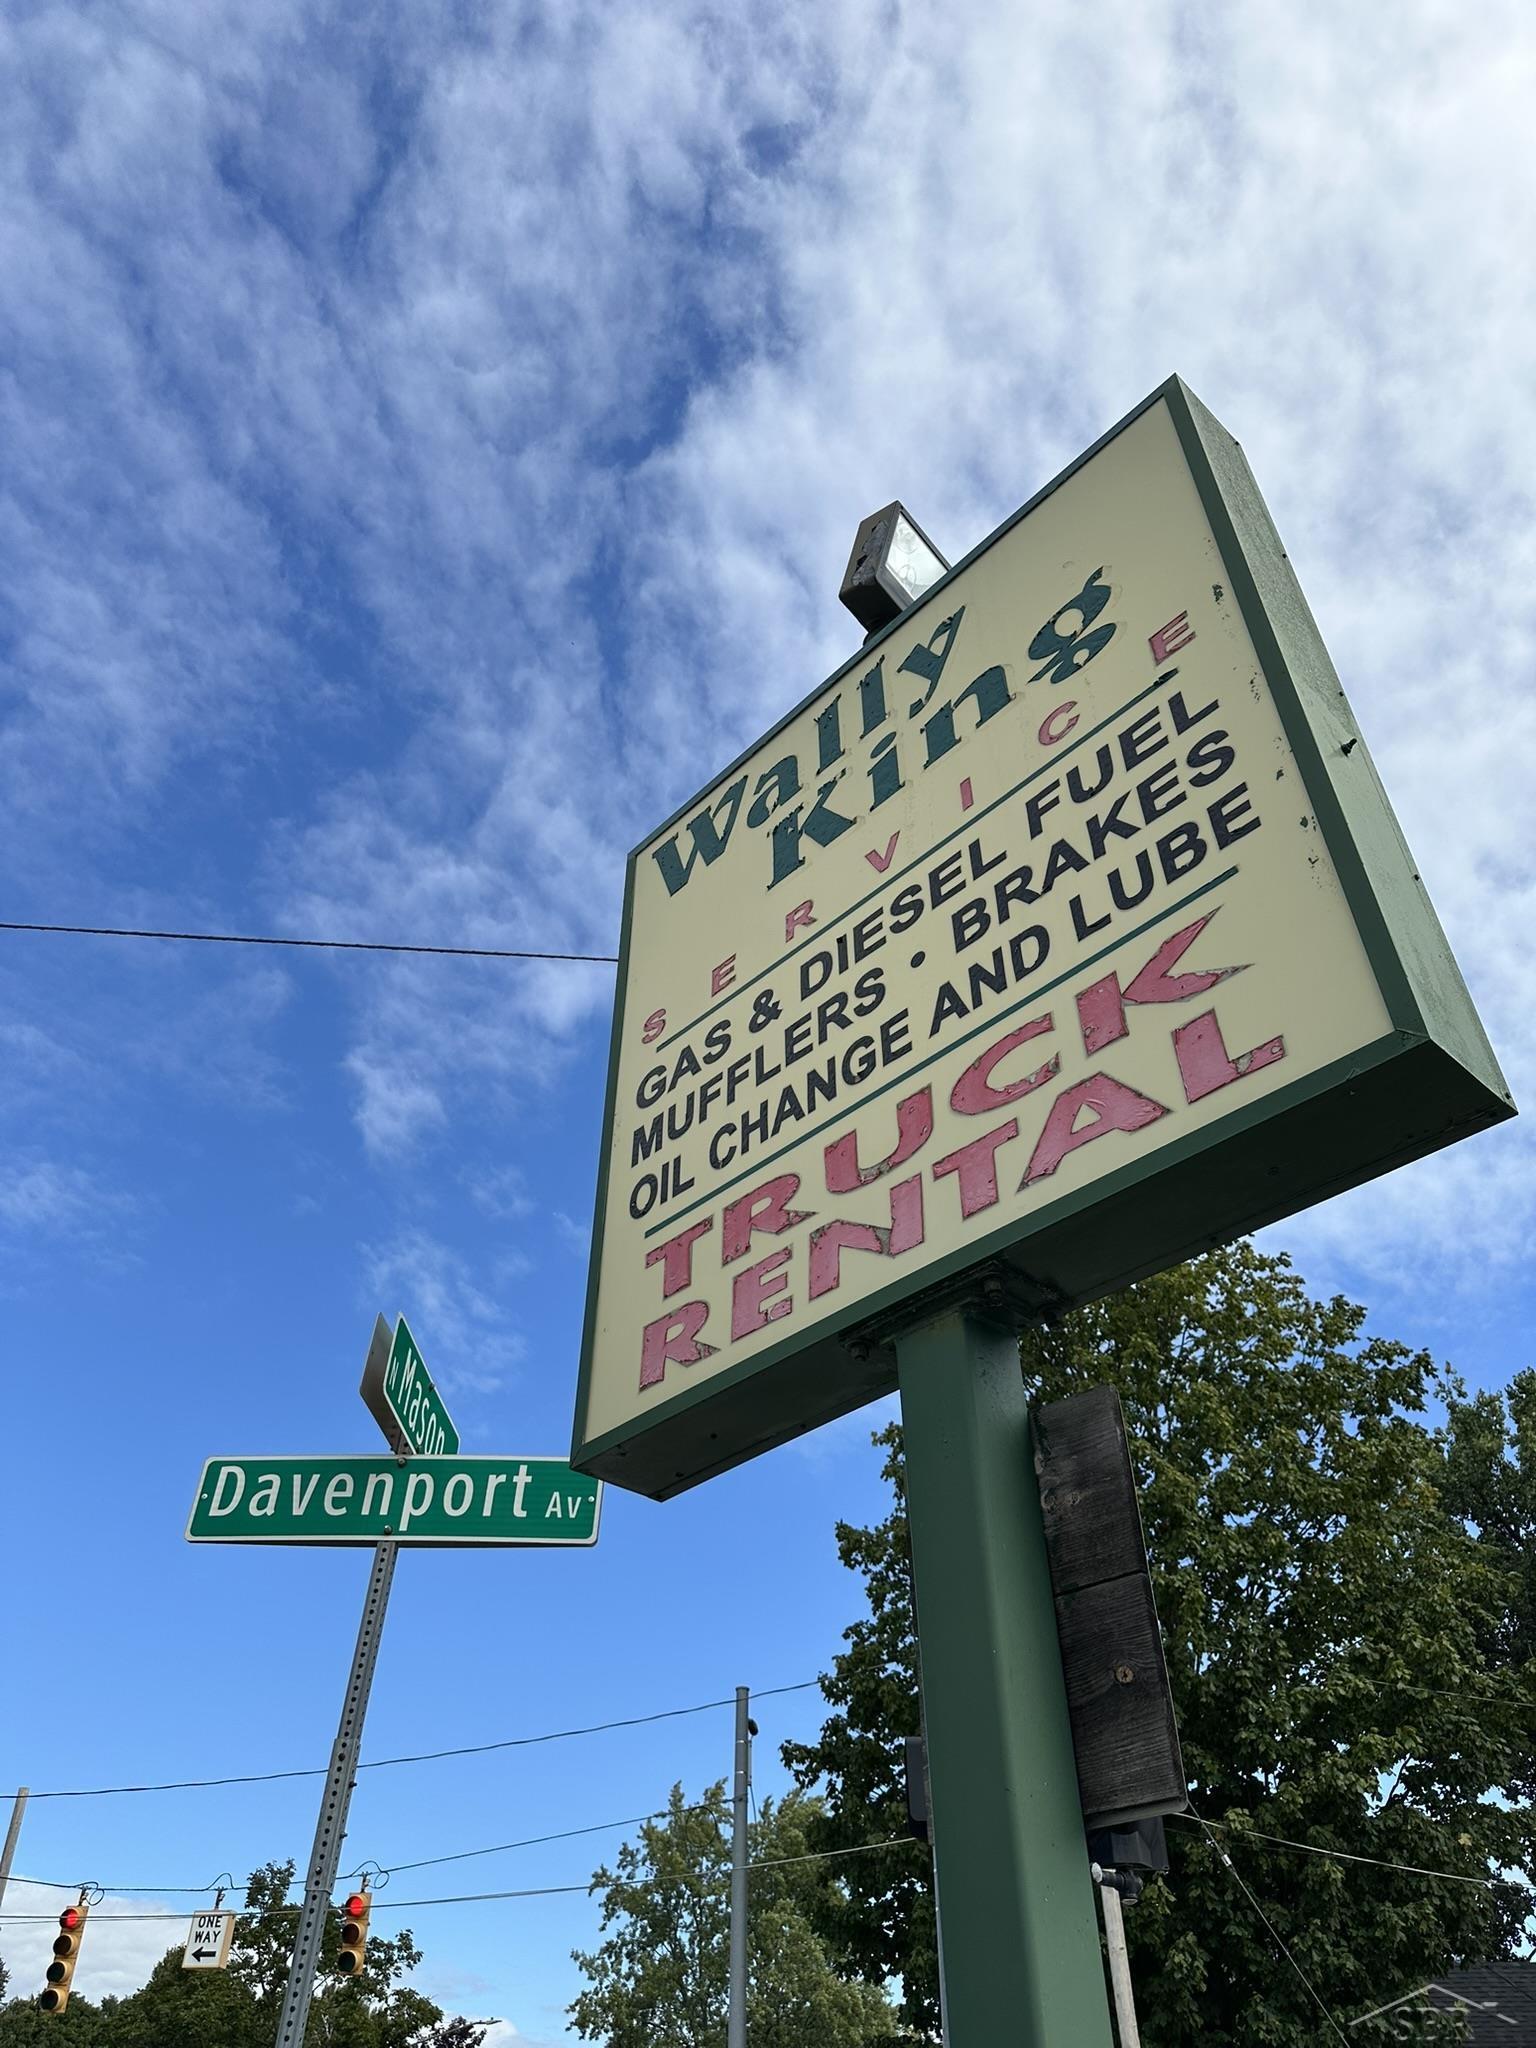 Wally
King
SERVICE
GAS & DIESEL FUEL
MUFFLERS • BRAKES
OIL CHANGE AND LUBE
TRUCK
RENTAL
N Mason
Davenport Av
ONE
WAY
SBR